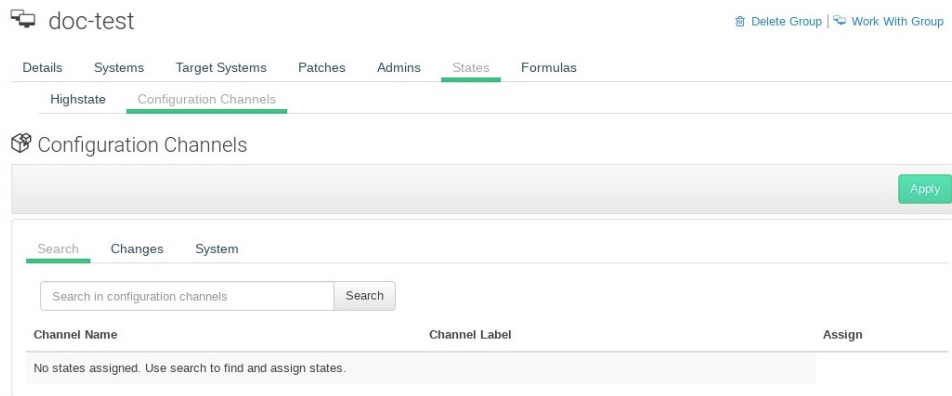 doc-test
Delete Group | Work With Group
Details Systems Target Systems Patches Admins States Formulas
Highstate Configuration Channels
Configuration Channels
Apply
Search Changes System
Search in configuration channels Search
Channel Name Channel Label Assign
No states assigned. Use search to find and assign states.